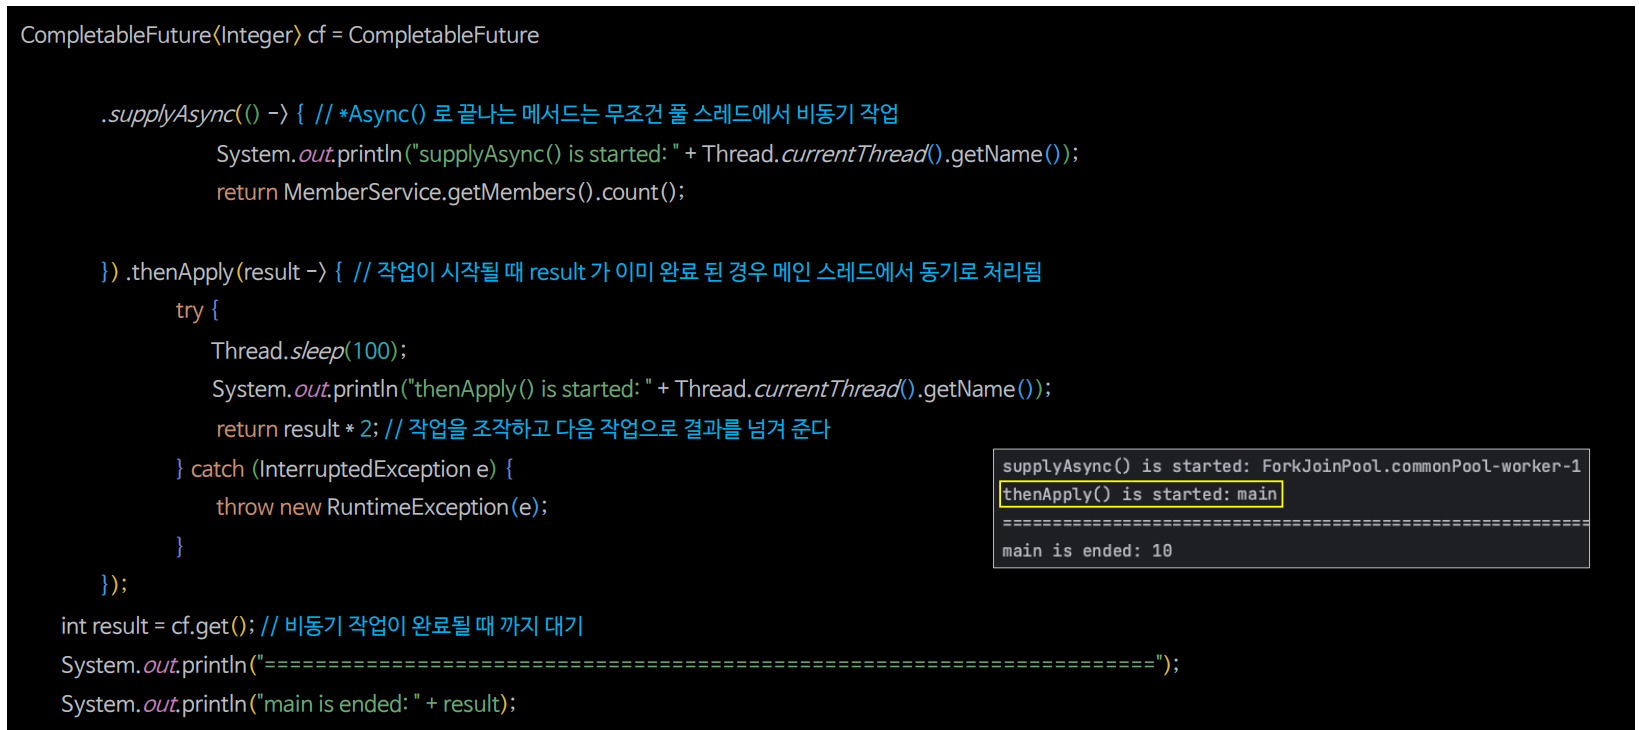 CompletableFuture<Integer> cf = CompletableFuture
.supplyAsync(() -> { // *Async() 로 끝나는 메서드는 무조건 풀 스레드에서 비동기 작업
System.out.println("supplyAsync() is started: " + Thread.currentThread().getName());
return MemberService.getMembers().count();
}) .thenApply(result -> { // 작업이 시작될 때 result 가 이미 완료 된 경우 메인 스레드에서 동기로 처리됨
try {
Thread.sleep(100);
System.out.println("thenApply() is started: " + Thread.currentThread().getName());
return result * 2; // 작업을 조작하고 다음 작업으로 결과를 넘겨 준다
} catch (InterruptedException e) {
throw new RuntimeException(e);
}
});
int result = cf.get(); // 비동기 작업이 완료될 때 까지 대기
System.out.println("======================================================================");
System.out.println("main is ended: " + result);
supplyAsync() is started: ForkJoinPool.commonPool-worker-1
thenApply() is started: main
===========================================================
main is ended: 10